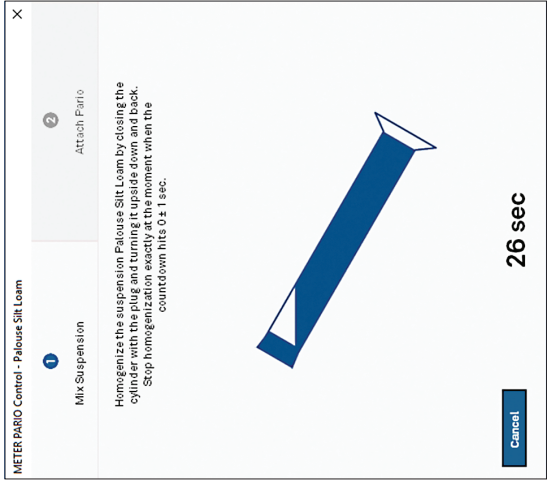 METER PARIO Control - Palouse Silt Loam
×
1
Mix Suspension
2
Attach Pario
Homogenize the suspension Palouse Silt Loam by closing the
cylinder with the plug and turning it upside down and back.
Stop homogenization exactly at the moment when the
countdown hits 0 ± 1 sec.
Cancel
26 sec